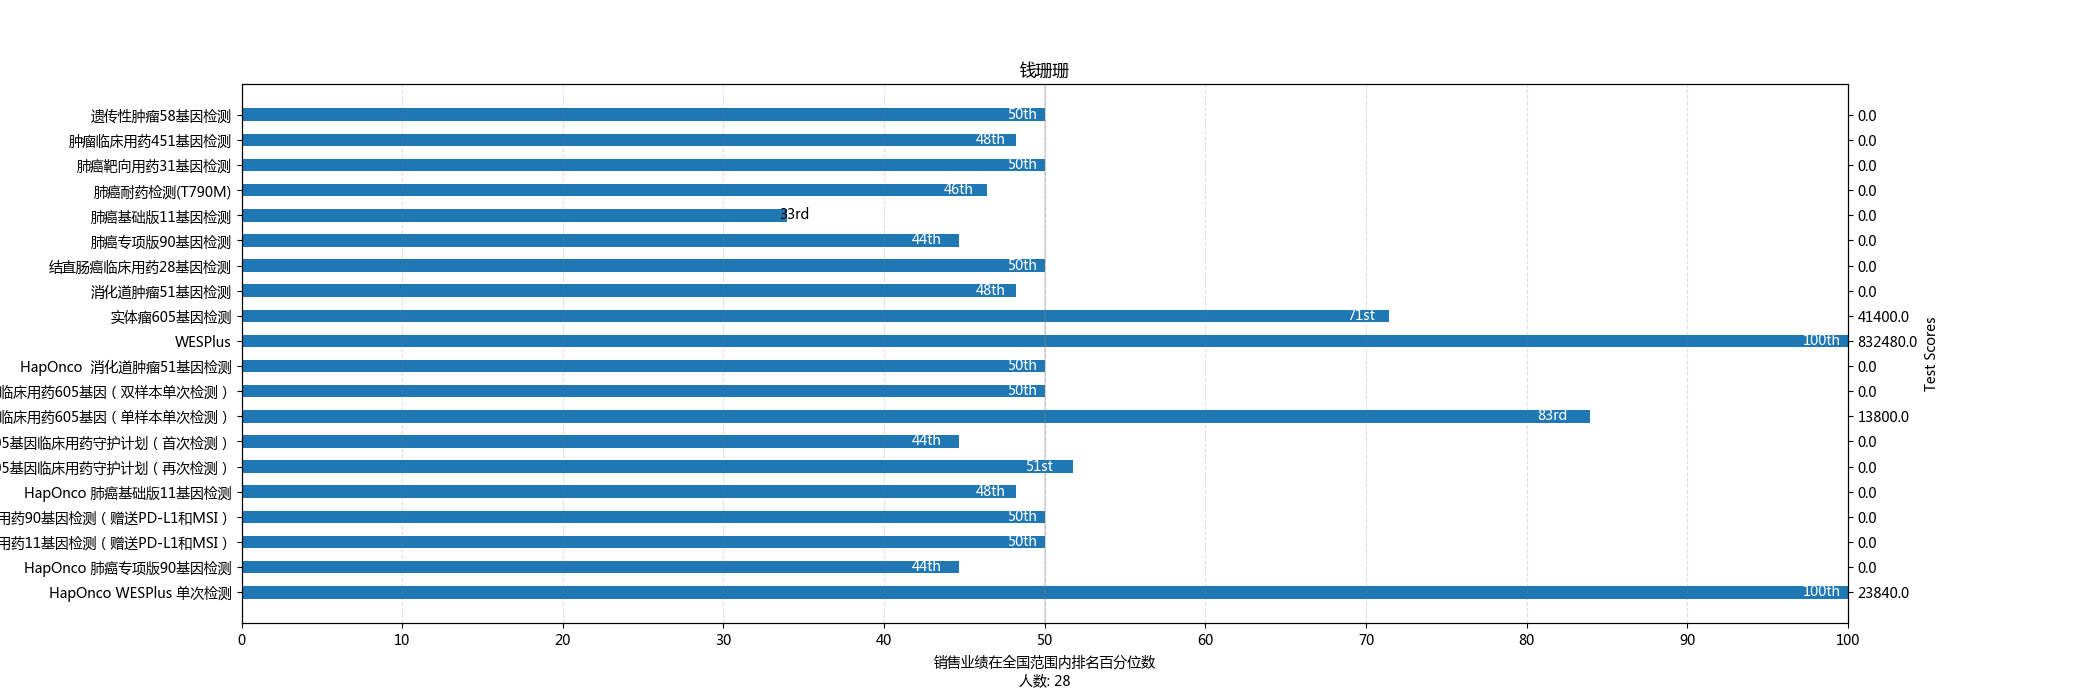 钱珊珊
遗传性肿瘤58基因检测 50th 0.0
肿瘤临床用药451基因检测 48th 0.0
肺癌靶向用药31基因检测 50th 0.0
肺癌耐药检测(T790M) 46th 0.0
肺癌基础版11基因检测 33rd 0.0
肺癌专项版90基因检测 44th 0.0
结直肠癌临床用药28基因检测 50th 0.0
消化道肿瘤51基因检测 48th 0.0
实体瘤605基因检测 71st 41400.0
WESPlus 100th 832480.0
HapOnco 消化道肿瘤51基因检测 50th 0.0
临床用药605基因（双样本单次检测） 50th 0.0
临床用药605基因（单样本单次检测） 83rd 13800.0
05基因临床用药守护计划（首次检测） 44th 0.0
05基因临床用药守护计划（再次检测） 51st 0.0
HapOnco 肺癌基础版11基因检测 48th 0.0
用药90基因检测（赠送PD-L1和MSI） 50th 0.0
用药11基因检测（赠送PD-L1和MSI） 50th 0.0
HapOnco 肺癌专项版90基因检测 44th 0.0
HapOnco WESPlus 单次检测 100th 23840.0
Test Scores
0 10 20 30 40 50 60 70 80 90 100
销售业绩在全国范围内排名百分位数
人数: 28